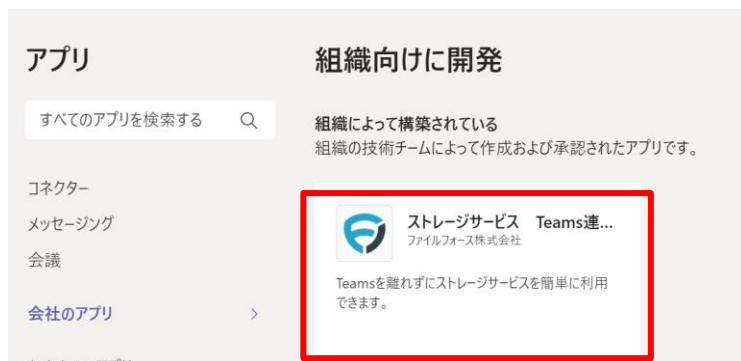 アプリ
すべてのアプリを検索する
コネクター
メッセージング
会議
会社のアプリ
組織向けに開発
組織によって構築されている
組織の技術チームによって作成および承認されたアプリです。
ストレージサービス　Teams連...
ファイルフォース株式会社
Teamsを離れずにストレージサービスを簡単に利用
できます。